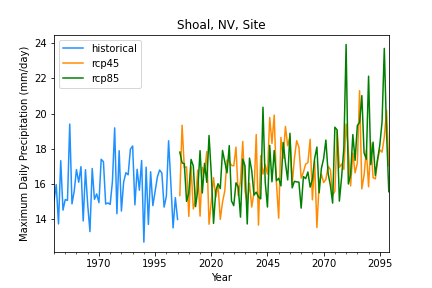 Shoal, NV, Site
historical
rcp45
rcp85
Maximum Daily Precipitation (mm/day)
24
22
20
18
16
14
1970
1995
2020
2045
2070
2095
Year